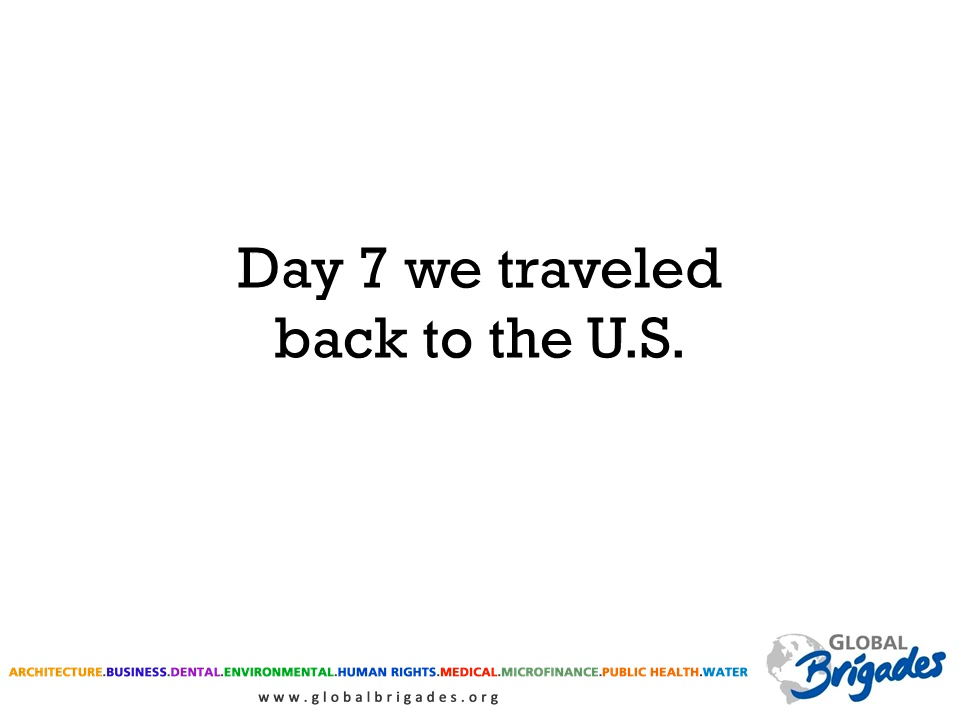 Day 7 we traveled
back to the U.S.
GLOBAL
Brigades
ARCHITECTURE.BUSINESS.DENTAL.ENVIRONMENTAL.HUMAN RIGHTS.MEDICAL.MICROFINANCE.PUBLIC HEALTH.WATER
www.globalbrigades.org